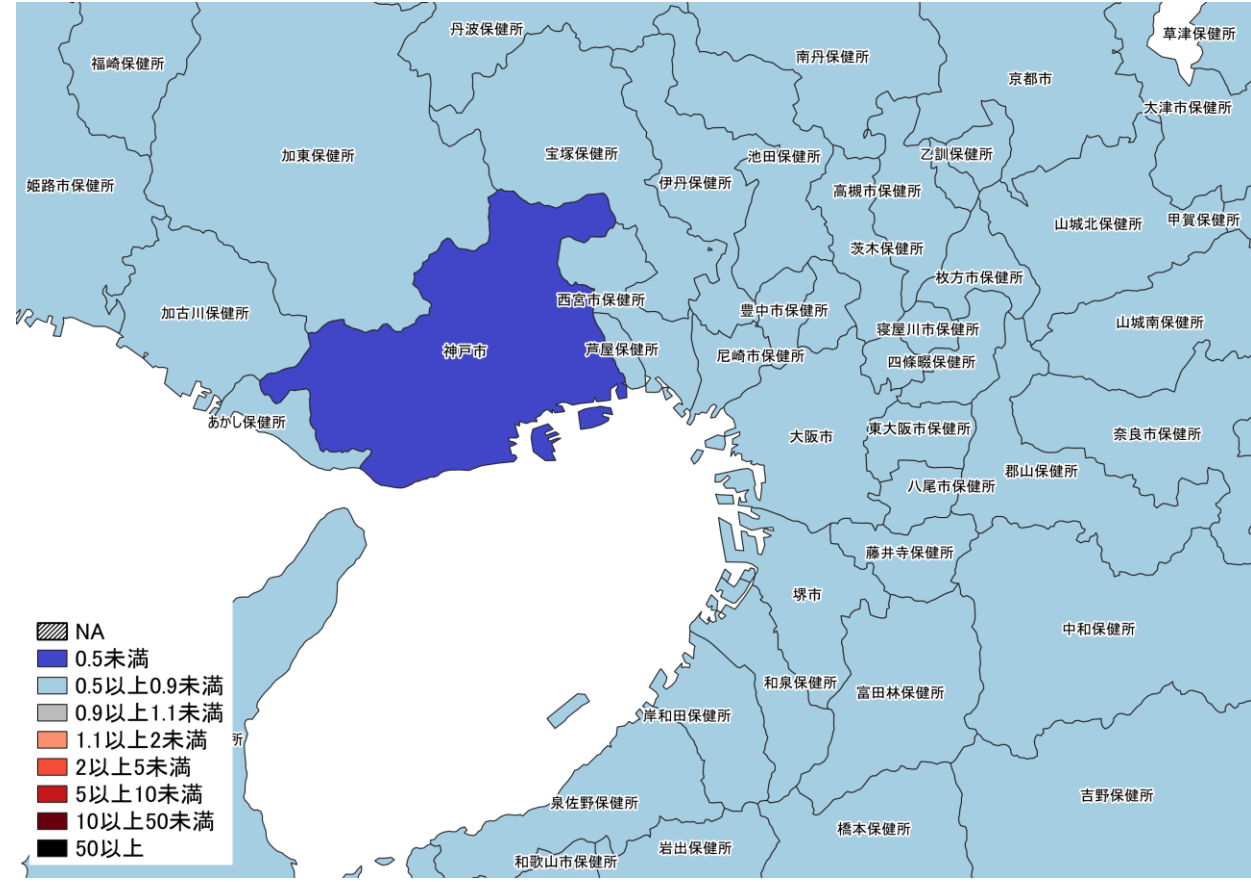 丹波保健所
草津保健所
福崎保健所
南丹保健所
京都市
大津市保健所
加東保健所
宝塚保健所
池田保健所
乙訓保健所
姫路市保健所
伊丹保健所
高槻市保健所
山城北保健所
甲賀保健所
茨木保健所
枚方市保健所
加古川保健所
西宮市保健所
豊中市保健所
寝屋川市保健所
山城南保健所
神戸市
芦屋保健所
尼崎市保健所
四條畷保健所
あかし保健所
大阪市
東大阪市保健所
奈良市保健所
八尾市保健所
郡山保健所
藤井寺保健所
堺市
中和保健所
和泉保健所
富田林保健所
岸和田保健所
所
泉佐野保健所
吉野保健所
橋本保健所
岩出保健所
和歌山市保健所
NA
0.5未満
0.5以上0.9未満
0.9以上1.1未満
1.1以上2未満
2以上5未満
5以上10未満
10以上50未満
50以上